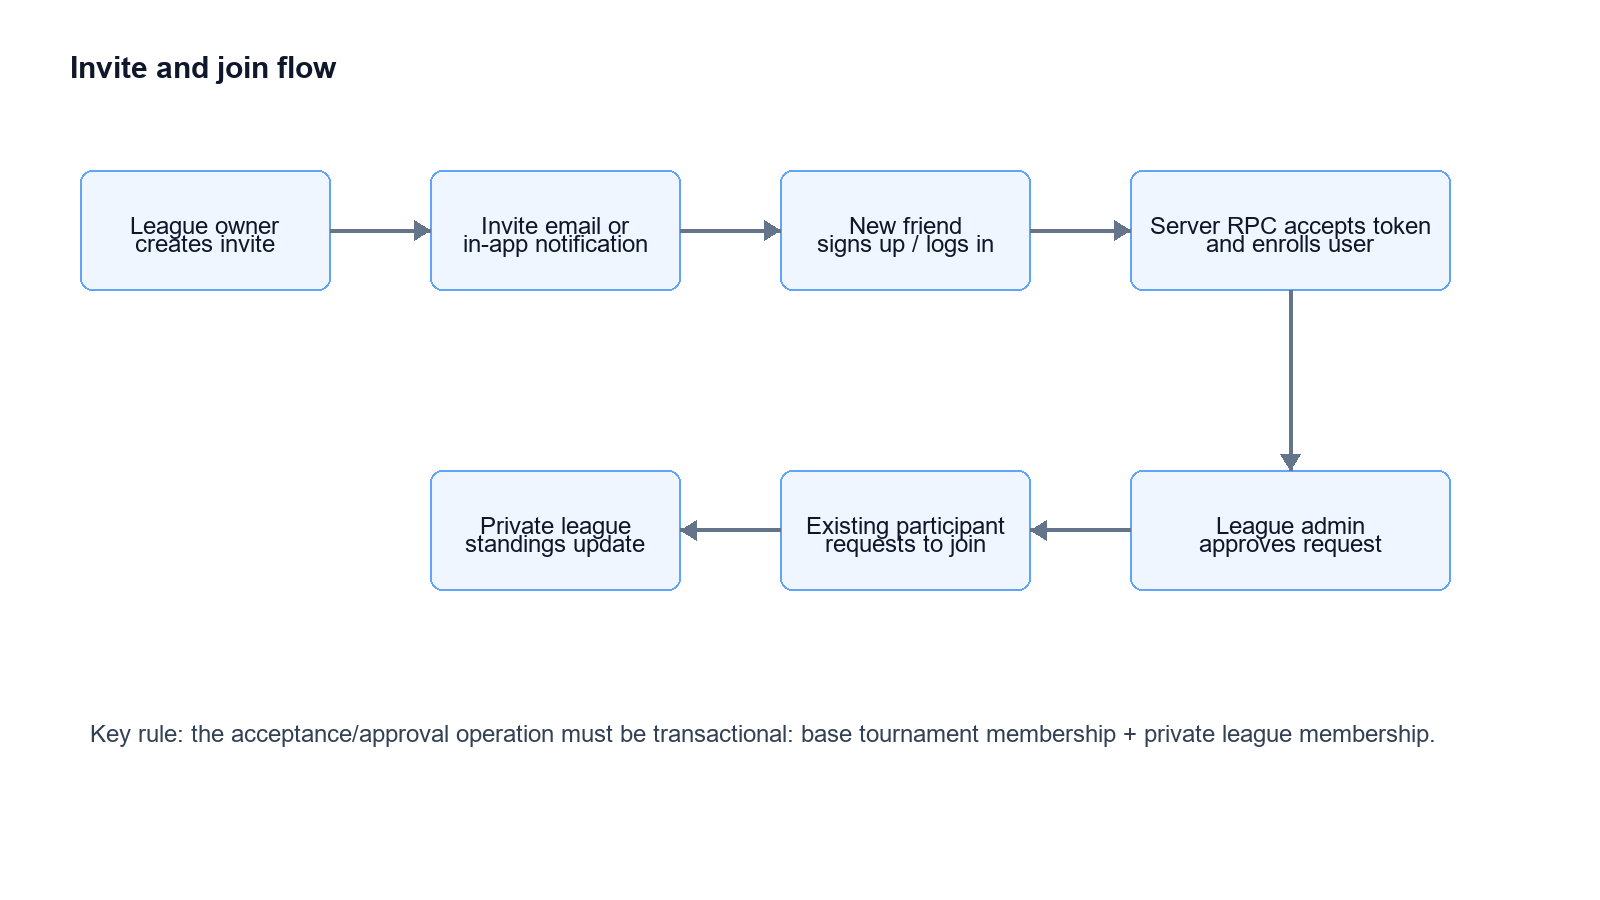 Invite and join flow
League owner
creates invite
Invite email or
in-app notification
New friend
signs up / logs in
Server RPC accepts token
and enrolls user
Private league
standings update
Existing participant
requests to join
League admin
approves request
Key rule: the acceptance/approval operation must be transactional: base tournament membership + private league membership.